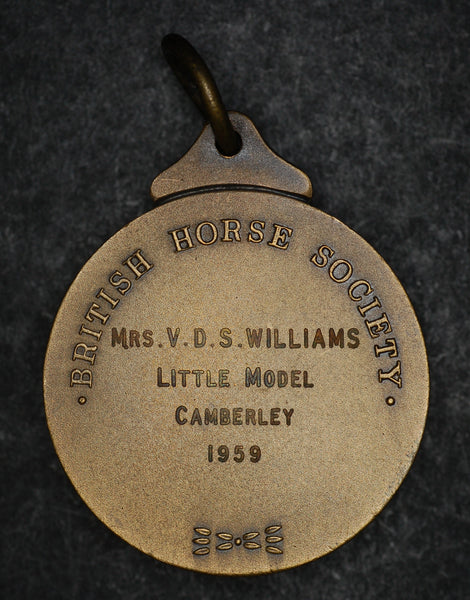 · BRITISH HORSE SOCIETY ·
MRS. V. D. S. WILLIAMS
LITTLE MODEL
CAMBERLEY
1959